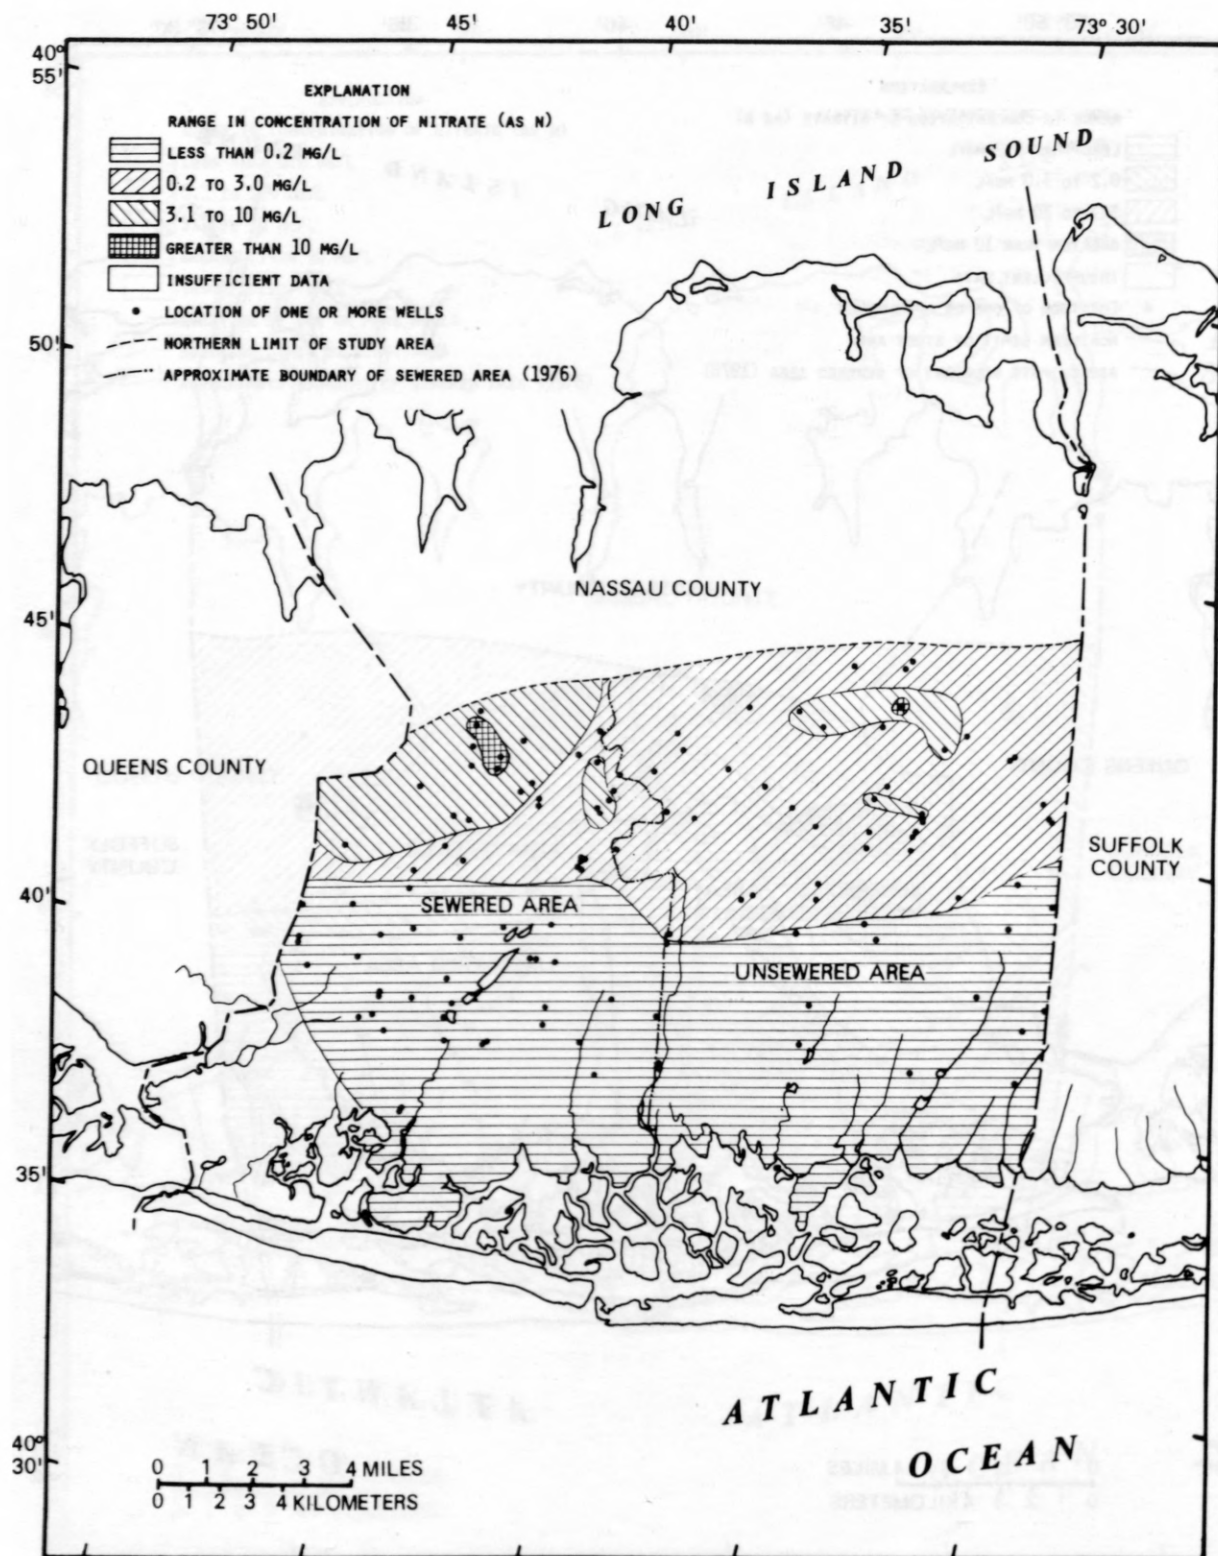 73° 50'
45'
40'
35'
73° 30'
40°
55'
EXPLANATION
RANGE IN CONCENTRATION OF NITRATE (AS N)
LESS THAN 0.2 MG/L
0.2 TO 3.0 MG/L
3.1 TO 10 MG/L
GREATER THAN 10 MG/L
INSUFFICIENT DATA
LOCATION OF ONE OR MORE WELLS
NORTHERN LIMIT OF STUDY AREA
APPROXIMATE BOUNDARY OF SEWERED AREA (1976)
LONG ISLAND SOUND
50'
NASSAU COUNTY
45'
QUEENS COUNTY
SUFFOLK
COUNTY
40'
SEWERED AREA
UNSEWERED AREA
35'
ATLANTIC
OCEAN
40°
30'
0 1 2 3 4 MILES
0 1 2 3 4 KILOMETERS